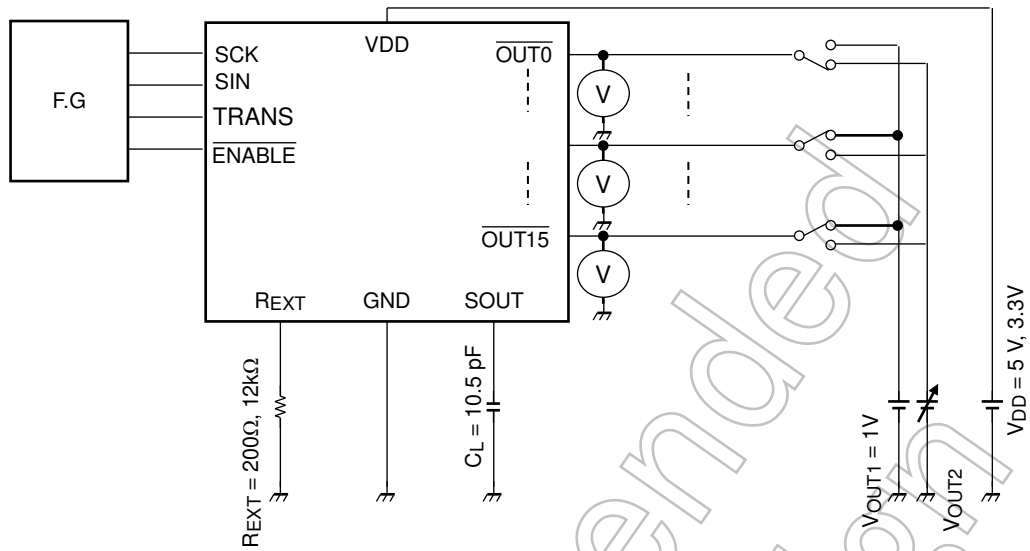 F.G
SCK
SIN
TRANS
ENABLE
VDD
OUT0
V
V
OUT15
V
REXT
GND
SOUT
REXT = 200Ω, 12kΩ
CL = 10.5 pF
VOUT1 = 1V
VOUT2
VDD = 5 V, 3.3V
ended